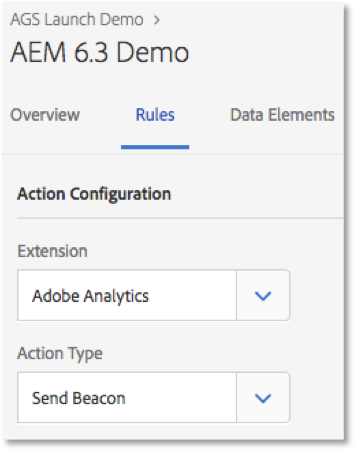 AGS Launch Demo >
AEM 6.3 Demo
Overview Rules Data Elements
Action Configuration
Extension
Adobe Analytics
Action Type
Send Beacon